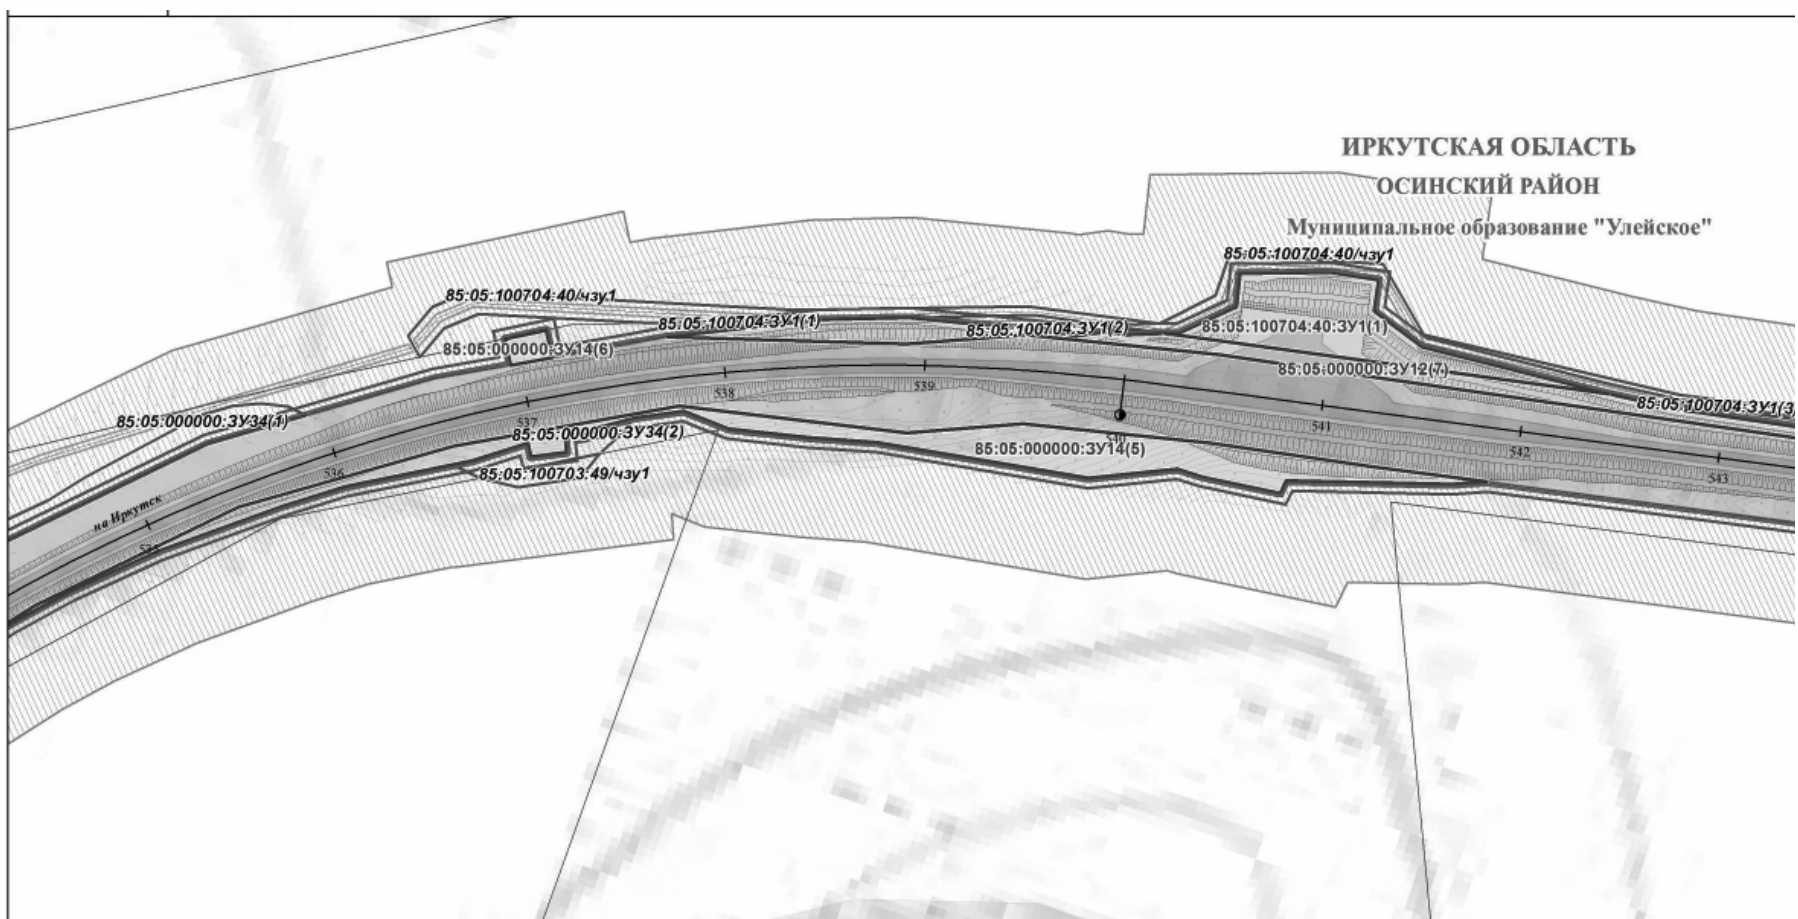 ИРКУТСКАЯ ОБЛАСТЬ
ОСИНСКИЙ РАЙОН
Муниципальное образование "Улейское"
85:05:100704:40/чзу1
85:05:100704:40/чзу1
85:05:100704:ЗУ1(1)
85:05:100704:ЗУ1(2)
85:05:100704:40:ЗУ1(1)
85:05:000000:ЗУ14(6)
85:05:000000:ЗУ12(7)
85:05:100704:ЗУ1(3)
85:05:000000:ЗУ34(1)
85:05:000000:ЗУ34(2)
85:05:000000:ЗУ14(5)
85:05:100703:49/чзу1
на Иркутск
535
536
537
538
539
540
541
542
543